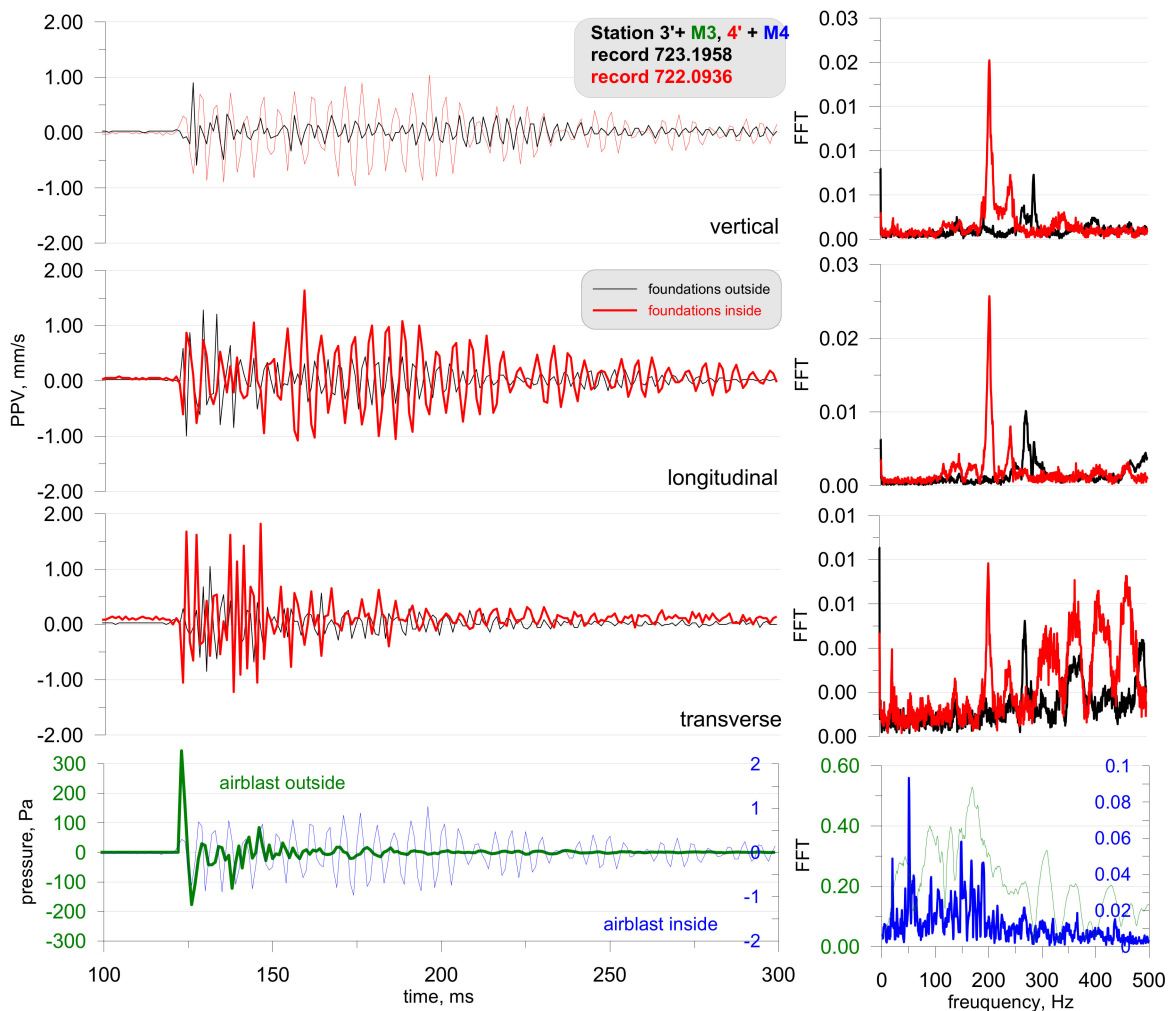 Station 3'+ M3, 4' + M4
record 723.1958
record 722.0936
2.00
1.00
0.00
-1.00
-2.00
vertical
0.03
0.02
0.01
0.01
0.01
0.00
FFT
2.00
1.00
0.00
-1.00
-2.00
PPV, mm/s
foundations outside
foundations inside
longitudinal
0.03
0.02
0.01
0.00
FFT
2.00
1.00
0.00
-1.00
-2.00
transverse
0.01
0.01
0.01
0.00
0.00
0.00
FFT
300
200
100
0
-100
-200
-300
pressure, Pa
airblast outside
airblast inside
2
1
0
-1
-2
100 150 200 250 300
time, ms
0.60
0.40
0.20
0.00
FFT
0.1
0.08
0.06
0.04
0.02
0
0 100 200 300 400 500
freuquency, Hz